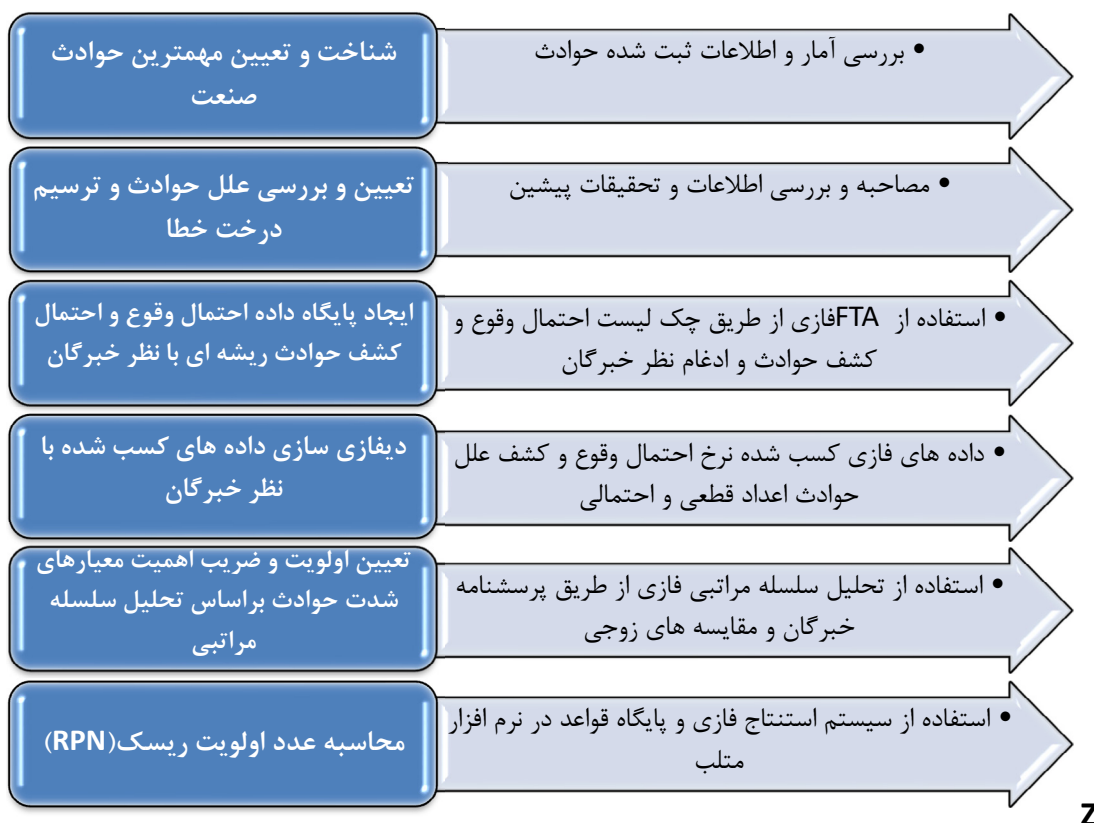 شناخت و تعیین مهمترین حوادث
صنعت
• بررسی آمار و اطلاعات ثبت شده حوادث
تعیین و بررسی علل حوادث و ترسیم
درخت خطا
• مصاحبه و بررسی اطلاعات و تحقیقات پیشین
ایجاد پایگاه داده احتمال وقوع و احتمال
کشف حوادث ریشه ای با نظر خبرگان
• استفاده از FTAفازی از طریق چک لیست احتمال وقوع و
کشف حوادث و ادغام نظر خبرگان
دیفازی سازی داده های کسب شده با
نظر خبرگان
• داده های فازی کسب شده نرخ احتمال وقوع و کشف علل
حوادث اعداد قطعی و احتمالی
تعیین اولویت و ضریب اهمیت معیارهای
شدت حوادث براساس تحلیل سلسله
مراتبی
• استفاده از تحلیل سلسله مراتبی فازی از طریق پرسشنامه
خبرگان و مقایسه های زوجی
محاسبه عدد اولویت ریسک(RPN)
• استفاده از سیستم استنتاج فازی و پایگاه قواعد در نرم افزار
متلب
Z